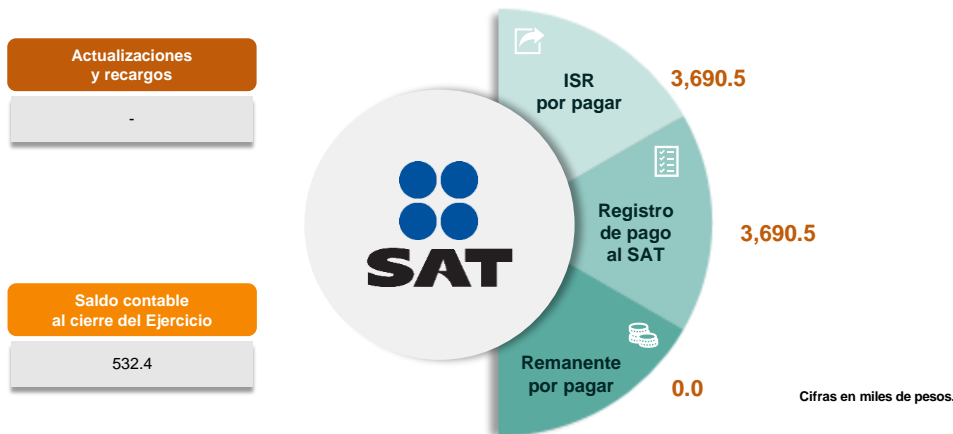 Actualizaciones
y recargos
-
Saldo contable
al cierre del Ejercicio
532.4
SAT
ISR
por pagar
3,690.5
Registro
de pago
al SAT
3,690.5
Remanente
por pagar
0.0
Cifras en miles de pesos.